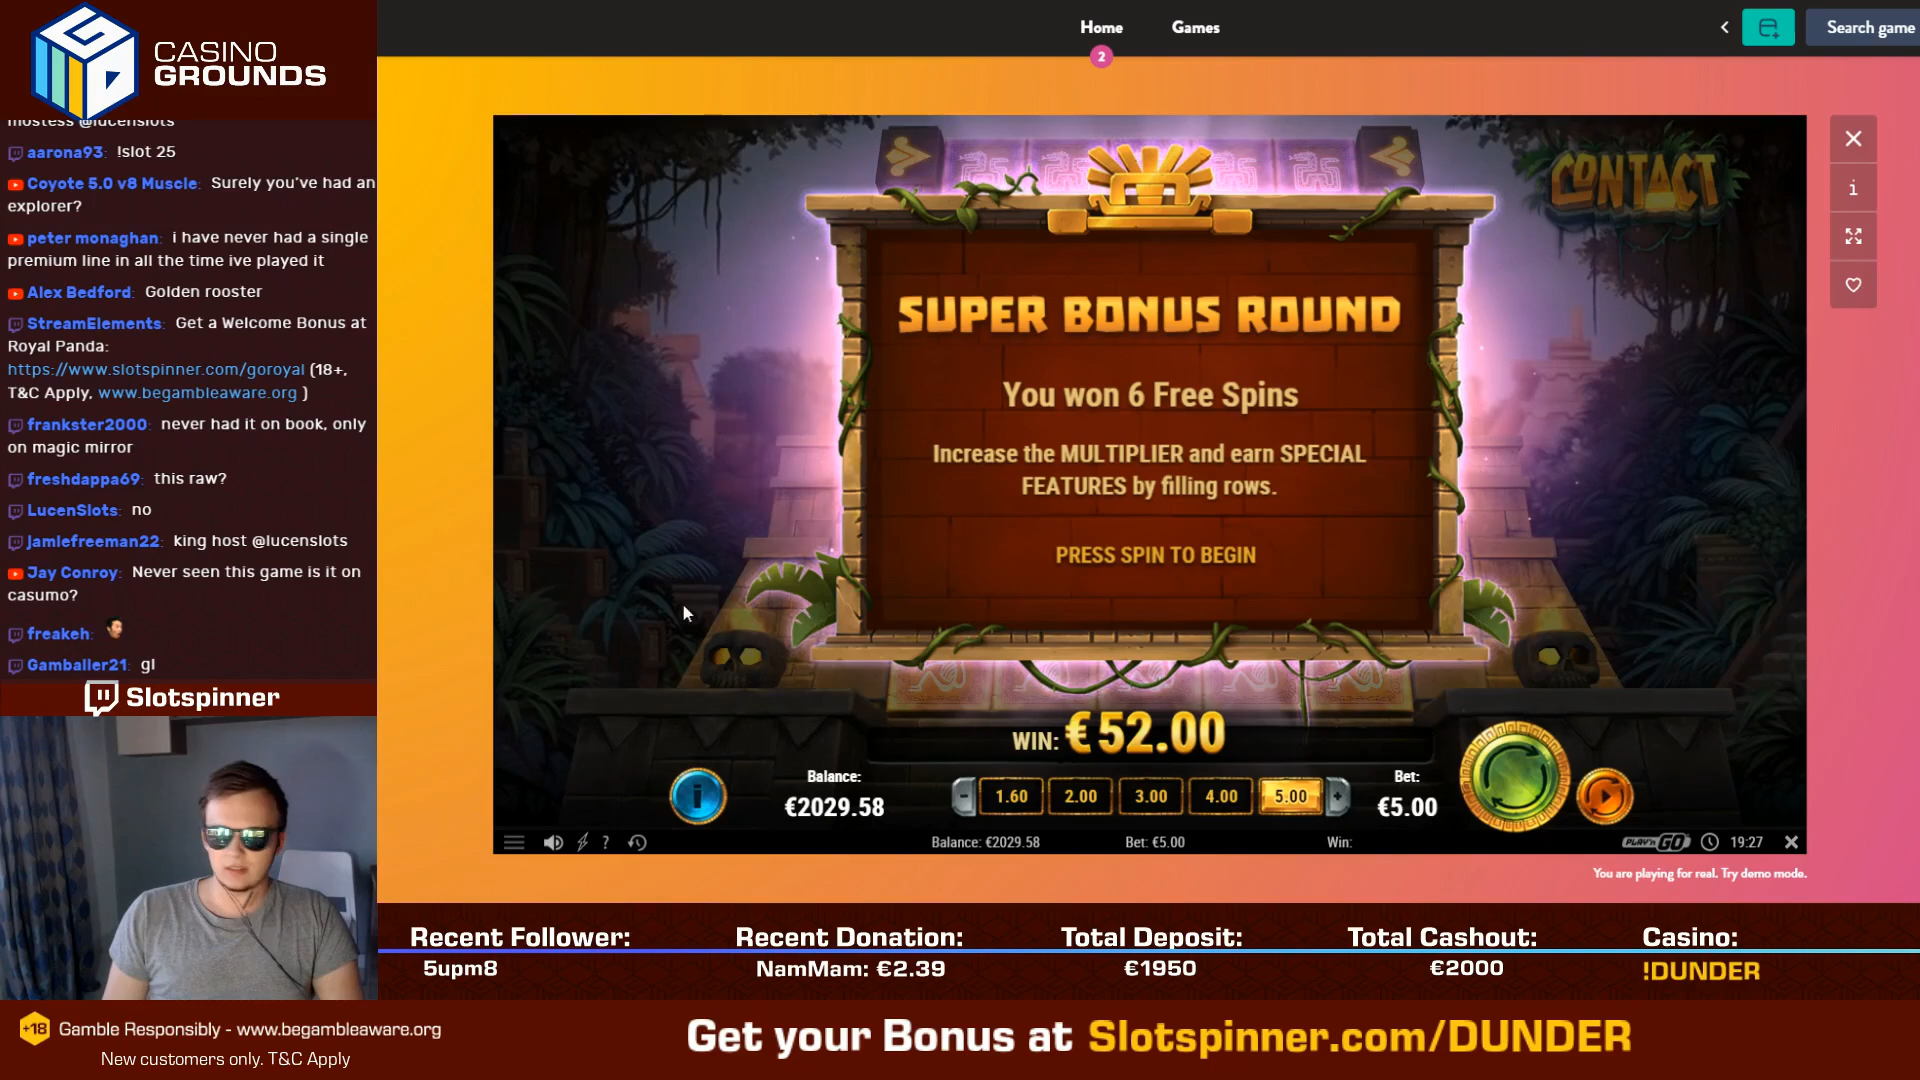 CASINO
GROUNDS
mostess @lucenslots
aarona93: !slot 25
Coyote 5.0 v8 Muscle: Surely you've had an
explorer?
peter monaghan: i have never had a single
premium line in all the time ive played it
Alex Bedford: Golden rooster
StreamElements: Get a Welcome Bonus at
Royal Panda:
https://www.slotspinner.com/goroyal (18+,
T&C Apply, www.begambleaware.org )
frankster2000: never had it on book, only
on magic mirror
freshdappa69: this raw?
LucenSlots: no
jamiefreeman22: king host @lucenslots
Jay Conroy: Never seen this game is it on
casumo?
freakeh:
Gamballer21: gl
Slotspinner
Home
Games
2
Search game
CONTACT
SUPER BONUS ROUND
You won 6 Free Spins
Increase the MULTIPLIER and earn SPECIAL
FEATURES by filling rows.
PRESS SPIN TO BEGIN
WIN: €52.00
Balance:
€2029.58
- 1.60 2.00 3.00 4.00 5.00 +
Bet:
€5.00
? Balance: €2029.58 Bet: €5.00 Win: PLAY'n GO 19:27
You are playing for real. Try demo mode.
Recent Follower:
5upm8
Recent Donation:
NamMam: €2.39
Total Deposit:
€1950
Total Cashout:
€2000
Casino:
!DUNDER
+18 Gamble Responsibly - www.begambleaware.org
New customers only. T&C Apply
Get your Bonus at Slotspinner.com/DUNDER